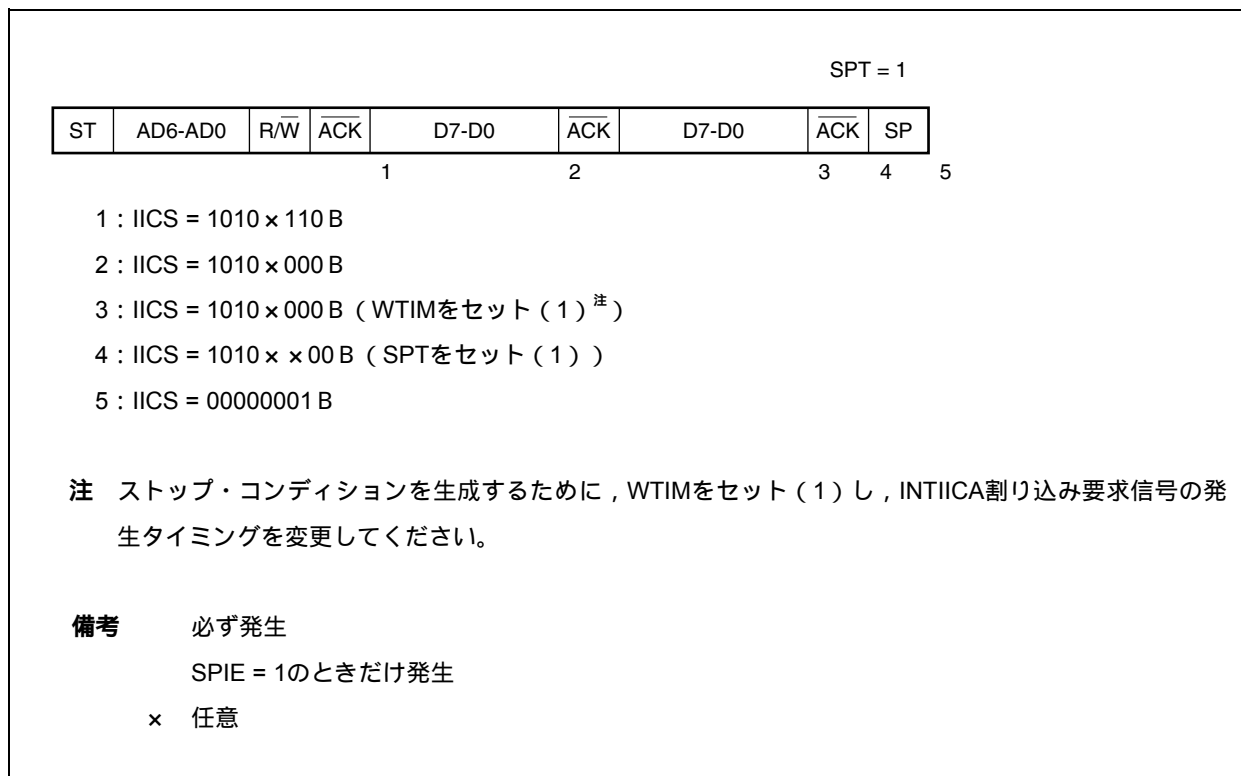 SPT = 1
ST AD6-AD0 R/W̅ A̅C̅K̅ D7-D0 A̅C̅K̅ D7-D0 A̅C̅K̅ SP
1 2 3 4 5
1：IICS = 1010×110 B
2：IICS = 1010×000 B
3：IICS = 1010×000 B（WTIMをセット（1）注）
4：IICS = 1010××00 B（SPTをセット（1））
5：IICS = 00000001 B
注 ストップ・コンディションを生成するために，WTIMをセット（1）し，INTIICA割り込み要求信号の発
生タイミングを変更してください。
備考 必ず発生
SPIE = 1のときだけ発生
× 任意